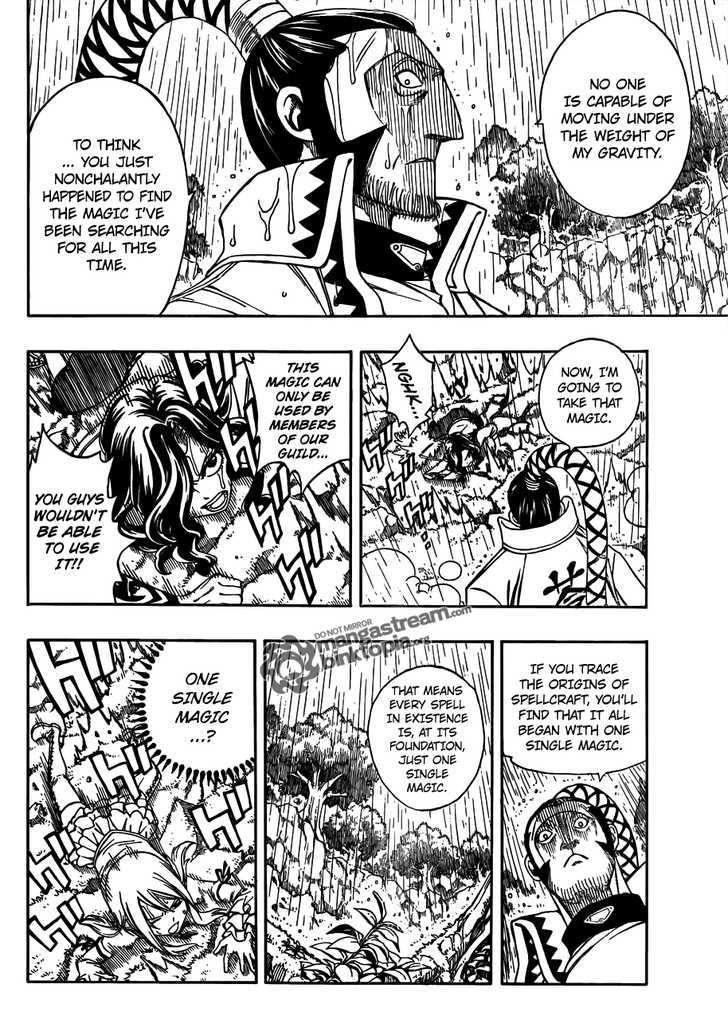 NO ONE
IS CAPABLE OF
MOVING UNDER
THE WEIGHT OF
MY GRAVITY.
TO THINK
... YOU JUST
NONCHALANTLY
HAPPENED TO FIND
THE MAGIC I'VE
BEEN SEARCHING
FOR ALL THIS
TIME.
NOW, I'M
GOING TO
TAKE THAT
MAGIC.
NGHK...
THIS
MAGIC CAN
ONLY BE
USED BY
MEMBERS
OF OUR
GUILD...
YOU GUYS
WOULDN'T
BE ABLE
TO USE
IT!!
DO NOT MIRROR
mangastream.com
binktopia.org
IF YOU TRACE
THE ORIGINS OF
SPELLCRAFT, YOU'LL
FIND THAT IT ALL
BEGAN WITH ONE
SINGLE MAGIC.
THAT MEANS
EVERY SPELL
IN EXISTENCE
IS, AT ITS
FOUNDATION,
JUST ONE
SINGLE
MAGIC.
ONE
SINGLE
MAGIC
...?